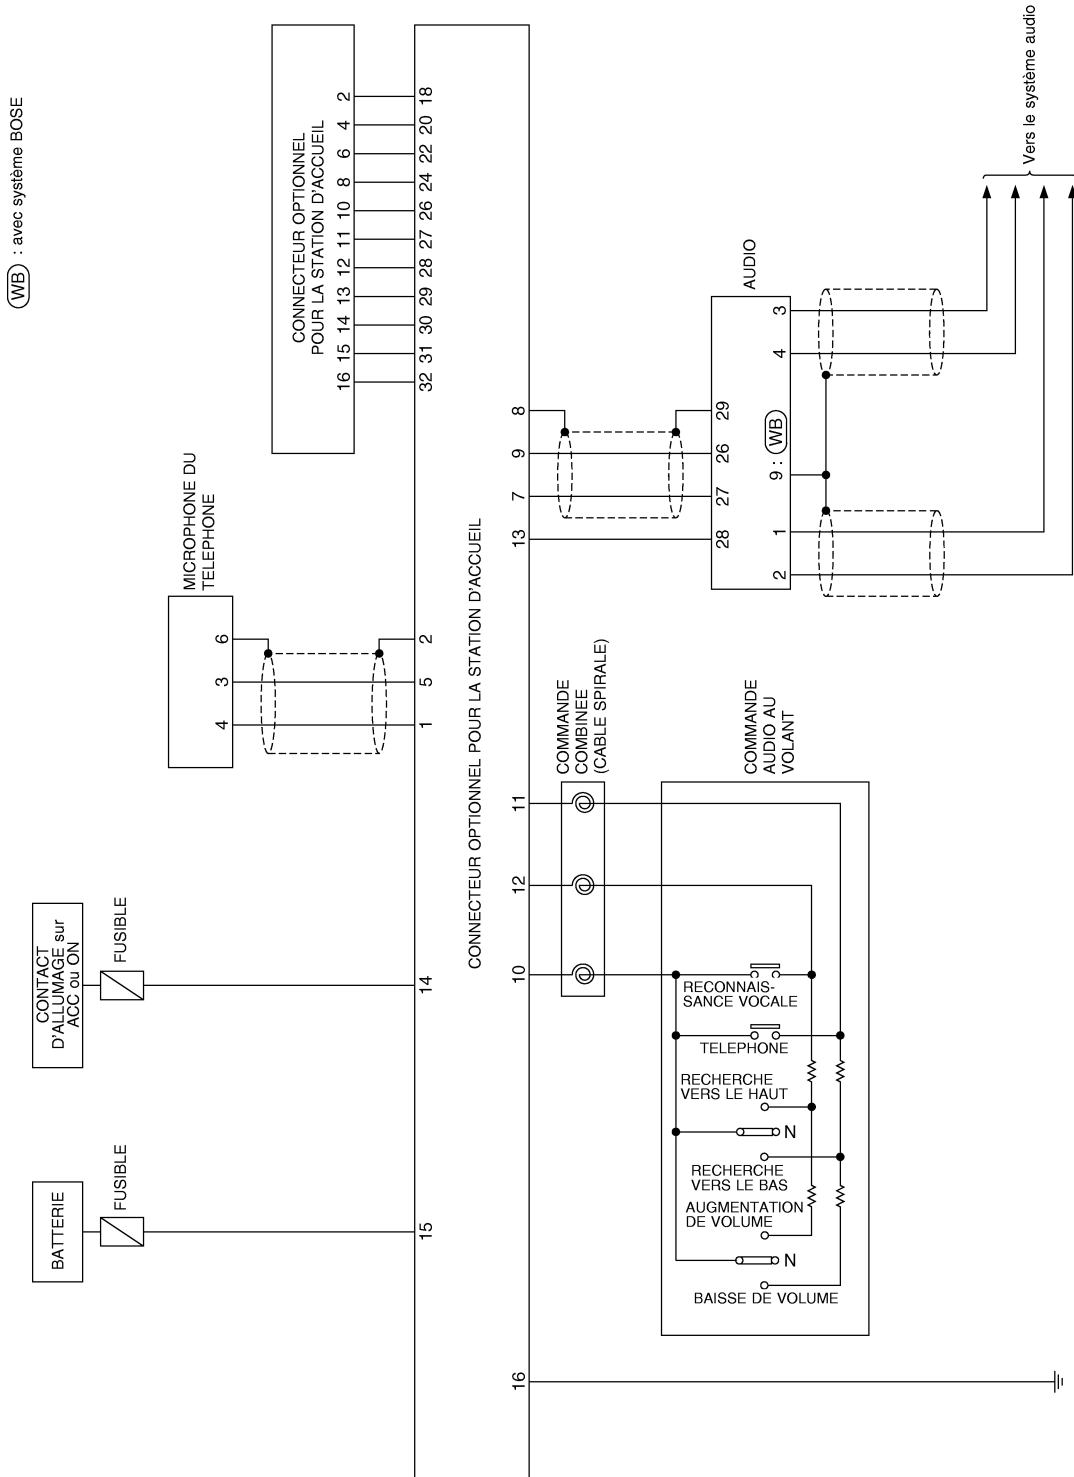 WB : avec système BOSE
CONNECTEUR OPTIONNEL
POUR LA STATION D'ACCUEIL
2
4
6
8
10
11
12
13
14
15
16
18
20
22
24
26
27
28
29
30
31
32
MICROPHONE DU
TELEPHONE
6
3
4
2
5
1
CONTACT
D'ALLUMAGE sur
ACC ou ON
FUSIBLE
14
BATTERIE
FUSIBLE
15
CONNECTEUR OPTIONNEL POUR LA STATION D'ACCUEIL
8
9
7
13
29
26
27
28
AUDIO
3
4
9 : WB
1
2
Vers le système audio
11
12
10
COMMANDE
COMBINEE
(CABLE SPIRALE)
COMMANDE
AUDIO AU
VOLANT
RECONNAIS-
SANCE VOCALE
TELEPHONE
RECHERCHE
VERS LE HAUT
N
RECHERCHE
VERS LE BAS
AUGMENTATION
DE VOLUME
N
BAISSE DE VOLUME
16